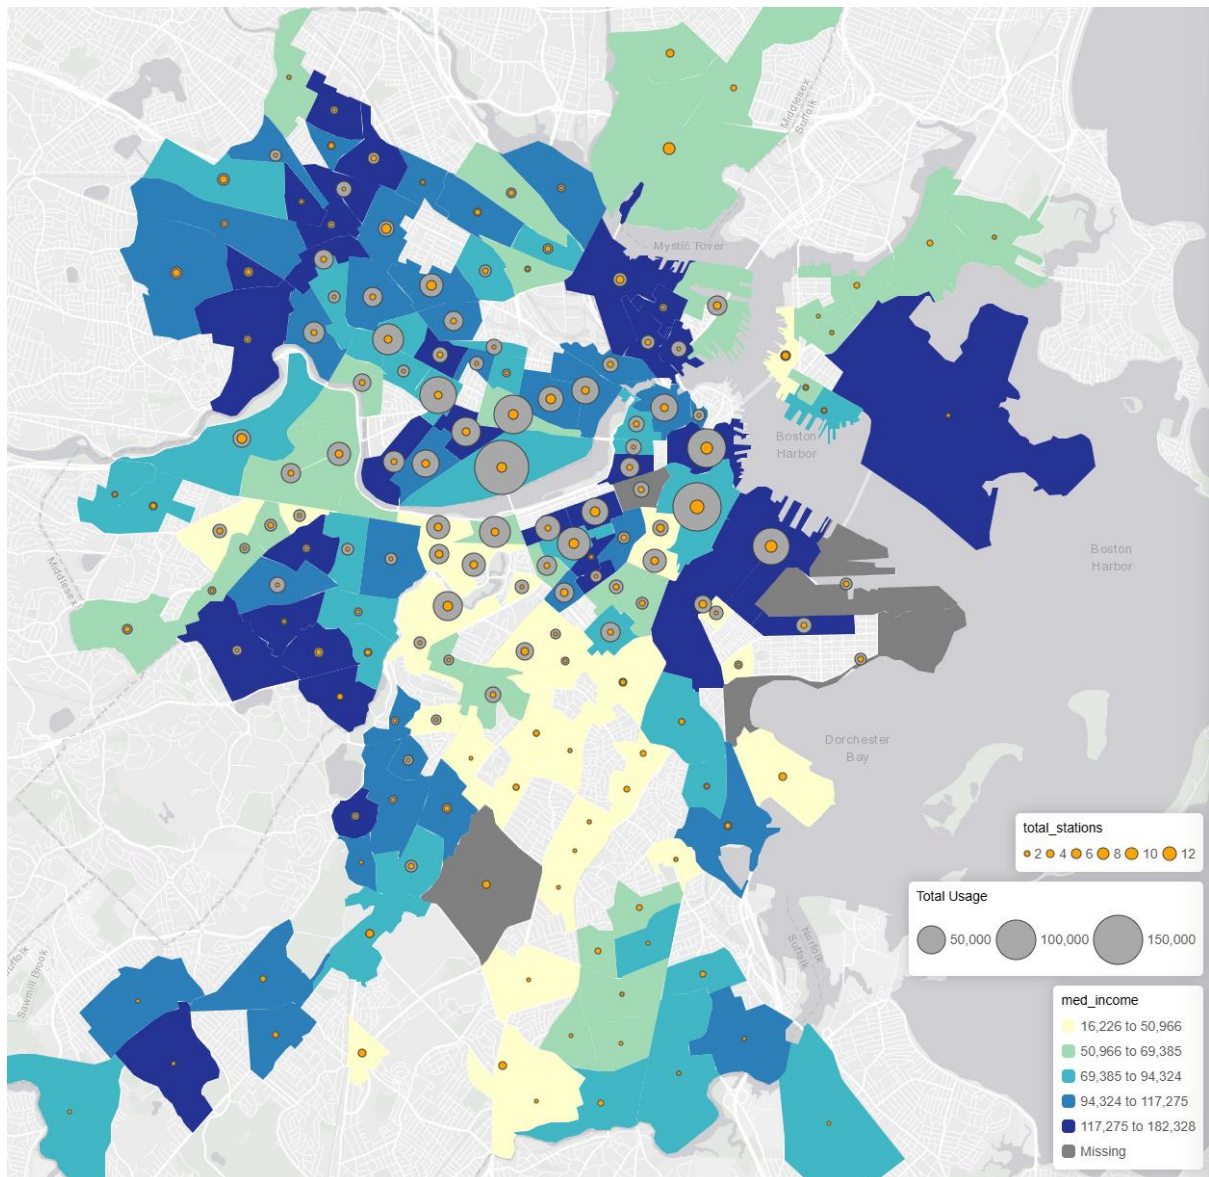 Middlesex
Suffolk
Mystic River
Boston
Harbor
Boston
Harbor
Middlesex
Dorchester
Bay
total_stations
2 4 6 8 10 12
Total Usage
50,000 100,000 150,000
Norfolk
Suffolk
Suffolk
Sawmill Brook
med_income
16,226 to 50,966
50,966 to 69,385
69,385 to 94,324
94,324 to 117,275
117,275 to 182,328
Missing